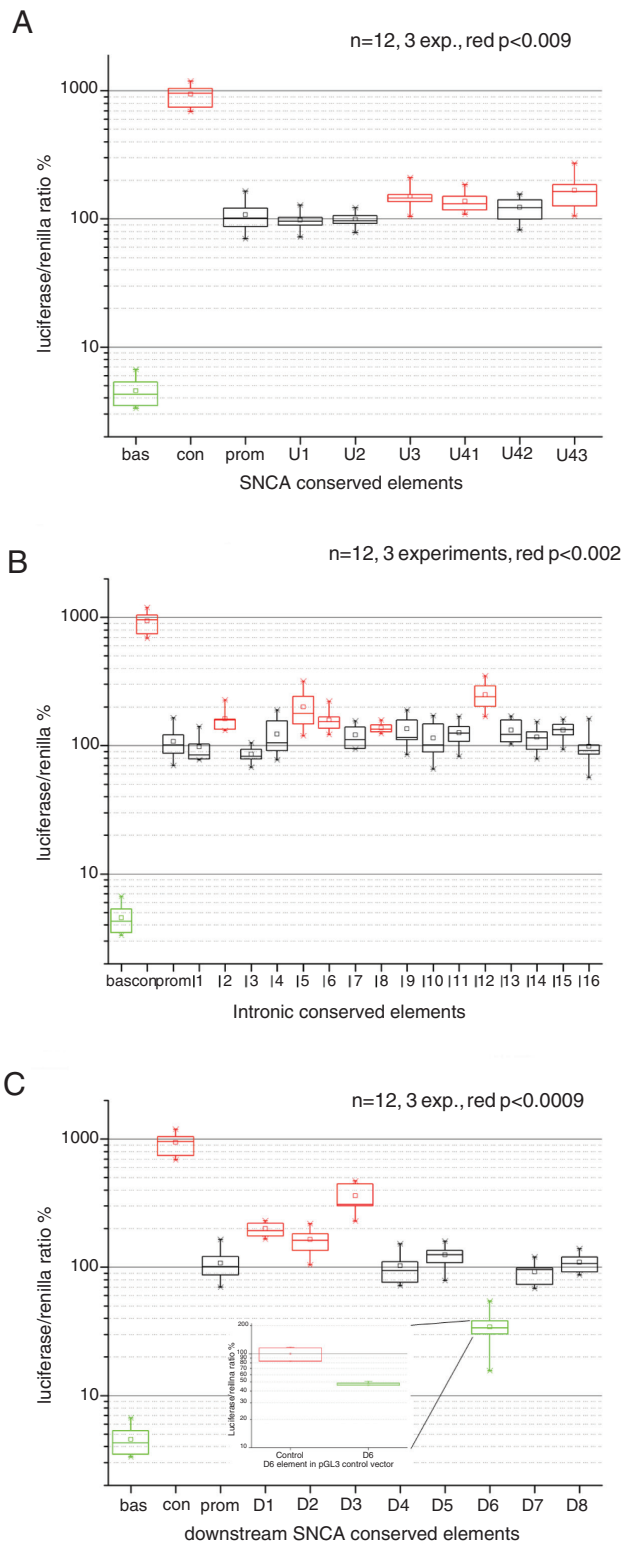 A
n=12, 3 exp., red p<0.009
luciferase/renilla ratio %
1000
100
10
bas con prom U1 U2 U3 U41 U42 U43
SNCA conserved elements
B
n=12, 3 experiments, red p<0.002
luciferase/renilla %
1000
100
10
bas con prom I1 I2 I3 I4 I5 I6 I7 I8 I9 I10 I11 I12 I13 I14 I15 I16
Intronic conserved elements
C
n=12, 3 exp., red p<0.0009
luciferase/renilla ratio %
1000
100
10
Luciferase/rellina ratio %
200
100
90
80
70
60
50
40
30
20
10
Control D6
D6 element in pGL3 control vector
bas con prom D1 D2 D3 D4 D5 D6 D7 D8
downstream SNCA conserved elements